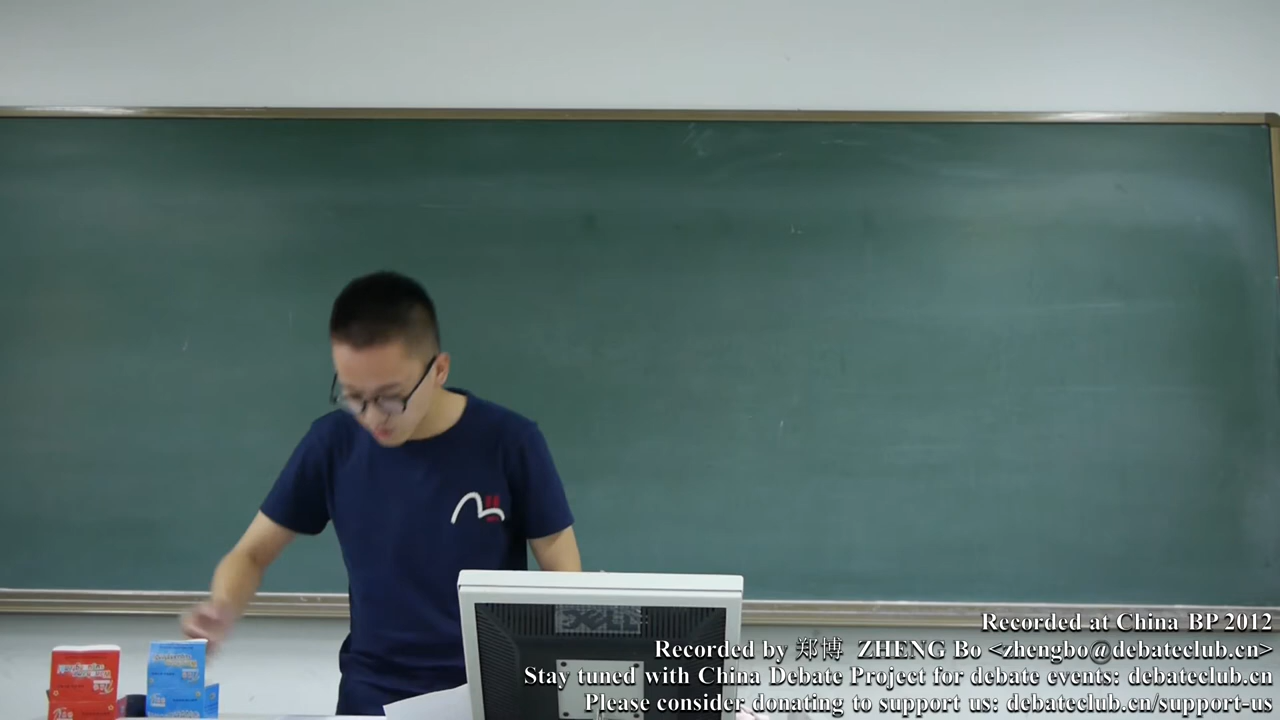 Recorded at China BP 2012
Recorded by 郑博 ZHENG Bo <zhengbo@debateclub.cn>
Stay tuned with China Debate Project for debate events: debateclub.cn
Please consider donating to support us: debateclub.cn/support-us